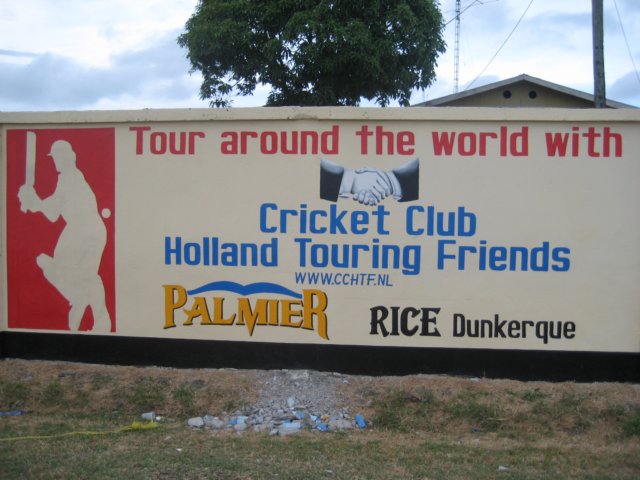 Tour around the world with
Cricket Club
Holland Touring Friends
WWW.CCHTF.NL
PALMIER
RICE Dunkerque